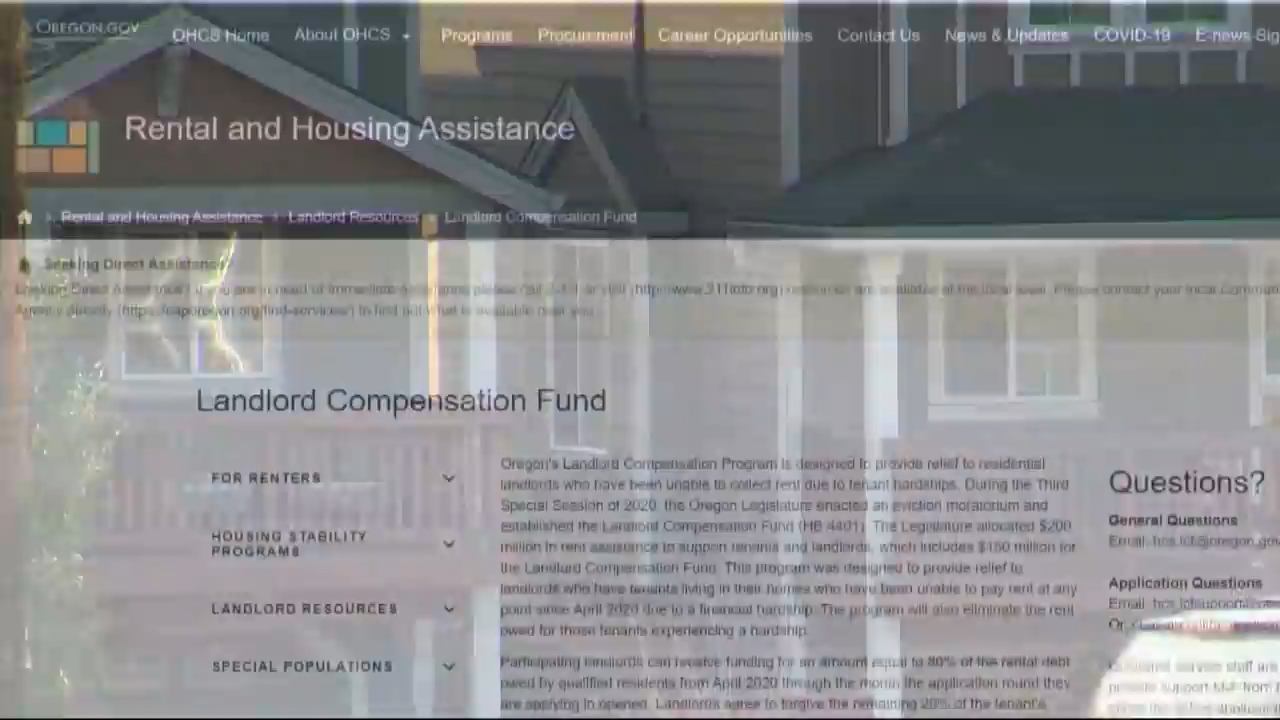 OREGON.GOV
OHCS Home About OHCS Programs Procurement Career Opportunities Contact Us News & Updates COVID-19 E-news Sig
Rental and Housing Assistance
Rental and Housing Assistance Landlord Resources Landlord Compensation Fund
Seeking Direct Assistance
Landlord Compensation Fund
FOR RENTERS
HOUSING STABILITY
PROGRAMS
LANDLORD RESOURCES
SPECIAL POPULATIONS
Oregon's Landlord Compensation Program is designed to provide relief to residential
landlords who have been unable to collect rent due to tenant hardships. During the Third
Special Session of 2020, the Oregon Legislature enacted an eviction moratorium and
established the Landlord Compensation Fund (HB 4401). The Legislature allocated $200
million in rent assistance to support tenants and landlords, which includes $150 million for
the Landlord Compensation Fund. This program was designed to provide relief to
landlords who have tenants living in their homes who have been unable to pay rent at any
point since April 2020 due to a financial hardship. The program will also eliminate the rent
owed for those tenants experiencing a hardship.
Participating landlords can receive funding for an amount equal to 80% of the rental debt
owed by qualified residents from April 2020 through the month the application round they
are applying in opened. Landlords agree to forgive the remaining 20% of the tenant's
Questions?
General Questions
Email:
Application Questions
Email: